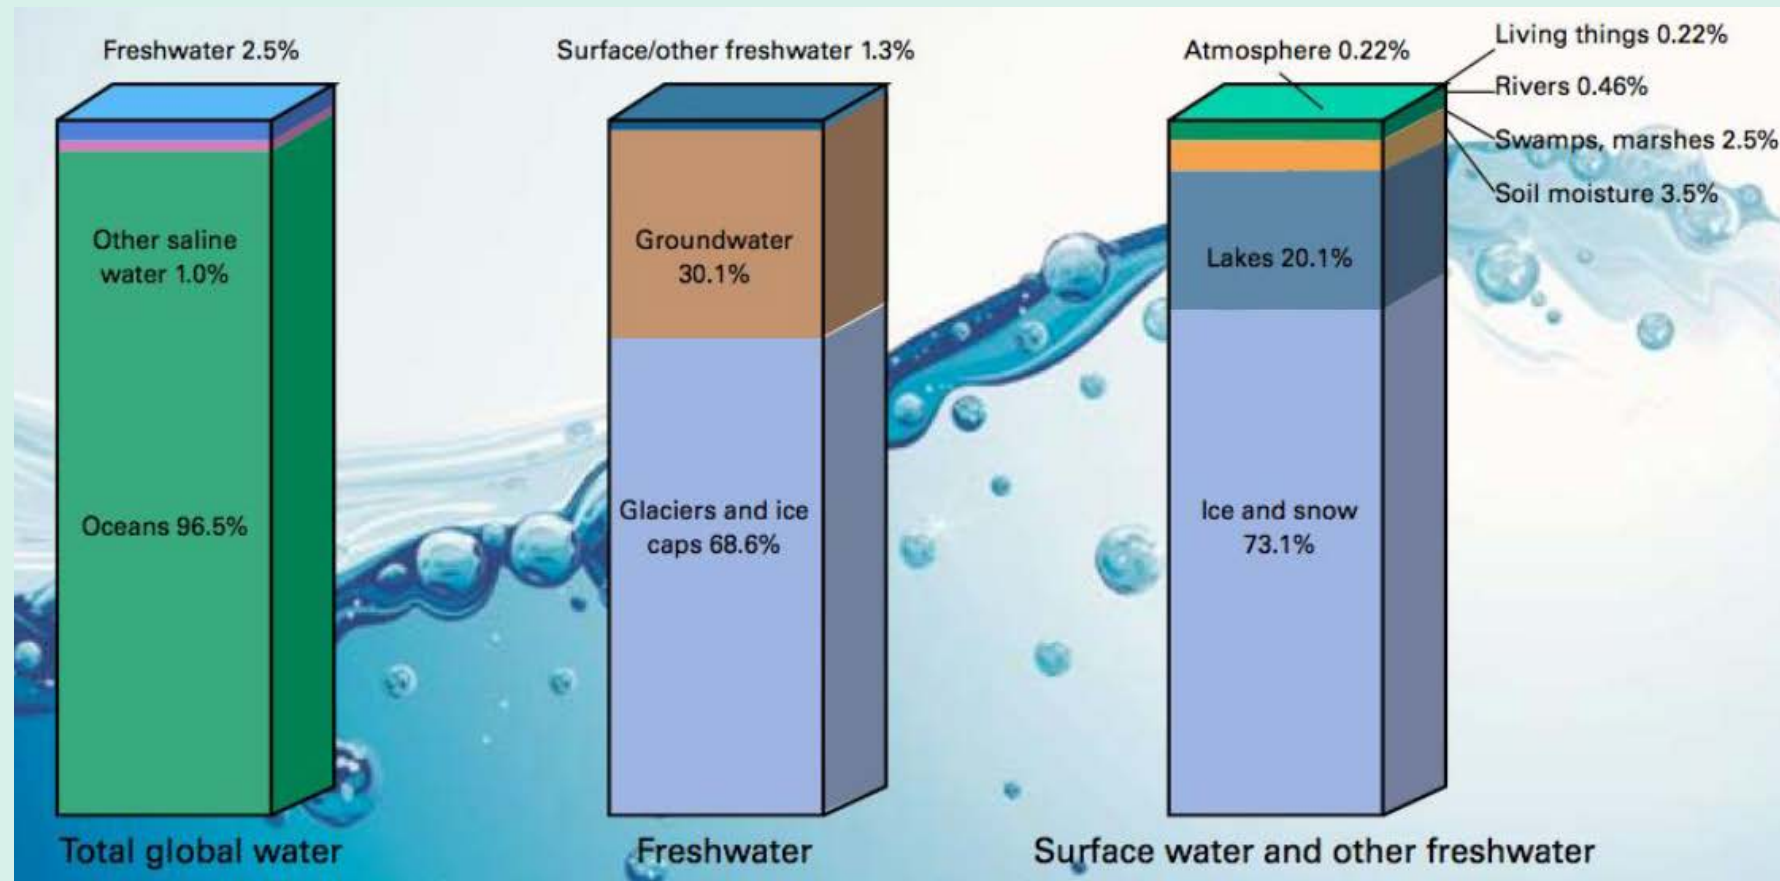 Freshwater 2.5%
Other saline
water 1.0%
Oceans 96.5%
Total global water
Surface/other freshwater 1.3%
Groundwater
30.1%
Glaciers and ice
caps 68.6%
Freshwater
Atmosphere 0.22%
Living things 0.22%
Rivers 0.46%
Swamps, marshes 2.5%
Soil moisture 3.5%
Lakes 20.1%
Ice and snow
73.1%
Surface water and other freshwater